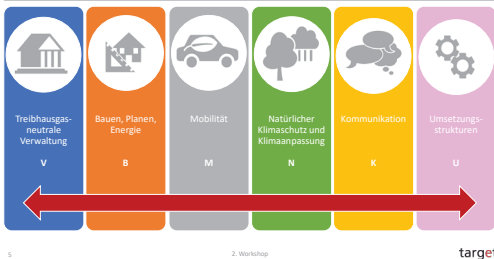 Treibhausgas-
neutrale
Verwaltung
V
Bauen, Planen,
Energie
B
Mobilität
M
Natürlicher
Klimaschutz und
Klimaanpassung
N
Kommunikation
K
Umsetzungs-
strukturen
U
5
2. Workshop
target